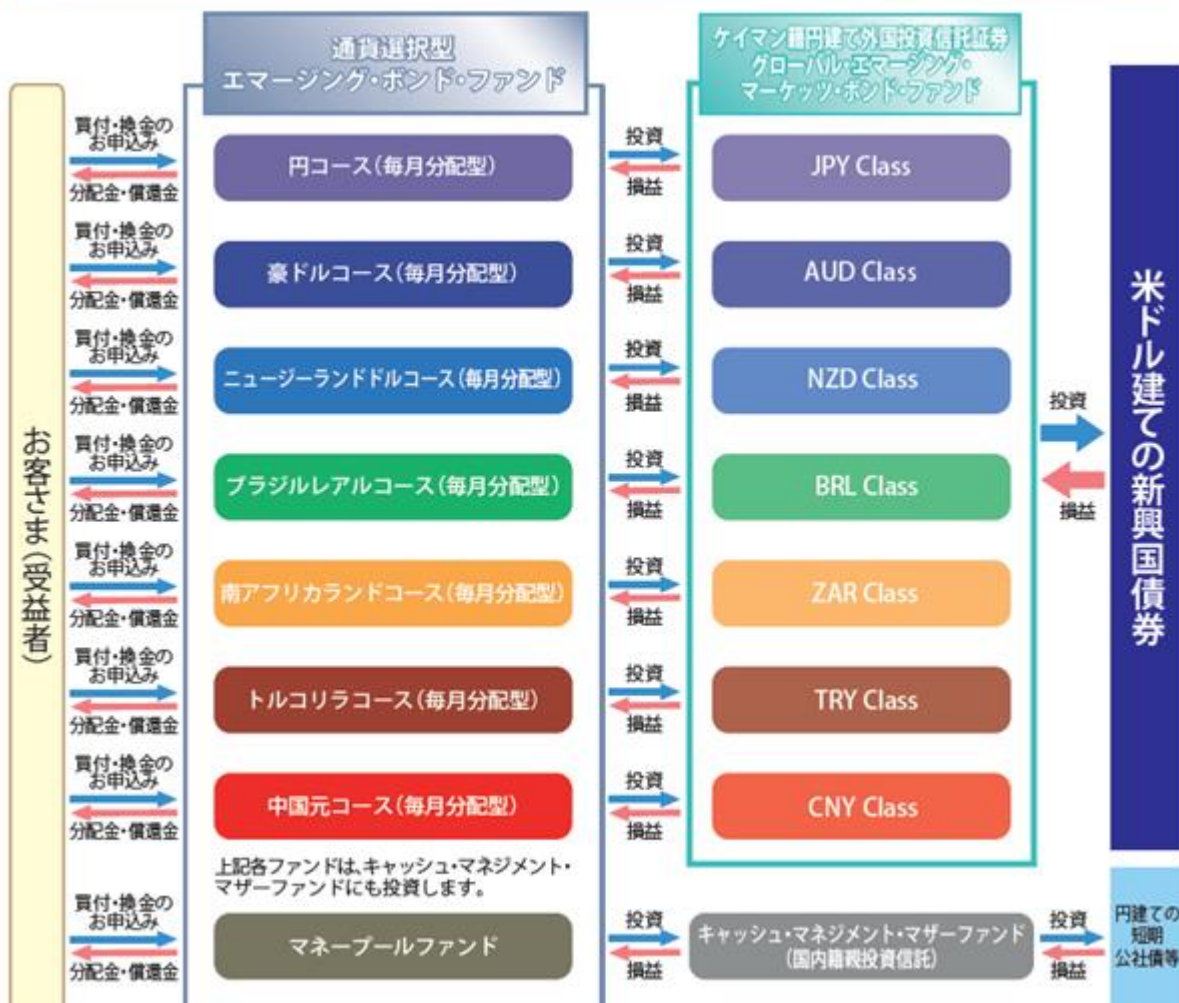 通貨選択型
エマージング・ボンド・ファンド
ケイマン籍円建て外国投資信託証券
グローバル・エマージング・
マーケッツ・ボンド・ファンド
お客さま(受益者)
買付・換金の
お申込み
分配金・償還金
円コース(毎月分配型)
投資
損益
JPY Class
買付・換金の
お申込み
分配金・償還金
豪ドルコース(毎月分配型)
投資
損益
AUD Class
買付・換金の
お申込み
分配金・償還金
ニュージーランドドルコース(毎月分配型)
投資
損益
NZD Class
買付・換金の
お申込み
分配金・償還金
ブラジルレアルコース(毎月分配型)
投資
損益
BRL Class
買付・換金の
お申込み
分配金・償還金
南アフリカランドコース(毎月分配型)
投資
損益
ZAR Class
買付・換金の
お申込み
分配金・償還金
トルコリラコース(毎月分配型)
投資
損益
TRY Class
買付・換金の
お申込み
分配金・償還金
中国元コース(毎月分配型)
投資
損益
CNY Class
投資
損益
米ドル建ての新興国債券
上記各ファンドは、キャッシュ・マネジメント・
マザーファンドにも投資します。
買付・換金の
お申込み
分配金・償還金
マネープールファンド
投資
損益
キャッシュ・マネジメント・マザーファンド
(国内籍親投資信託)
投資
損益
円建ての
短期
公社債等